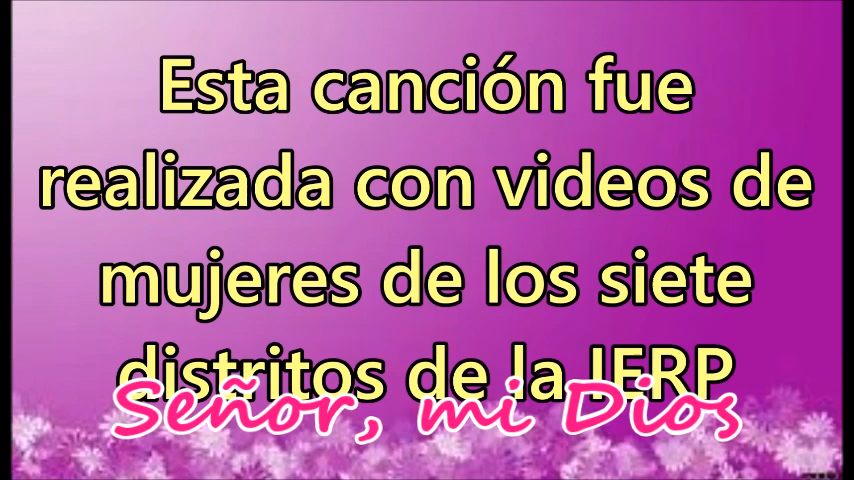 Esta canción fue
realizada con videos de
mujeres de los siete
distritos de la IERP
Señor, mi Dios